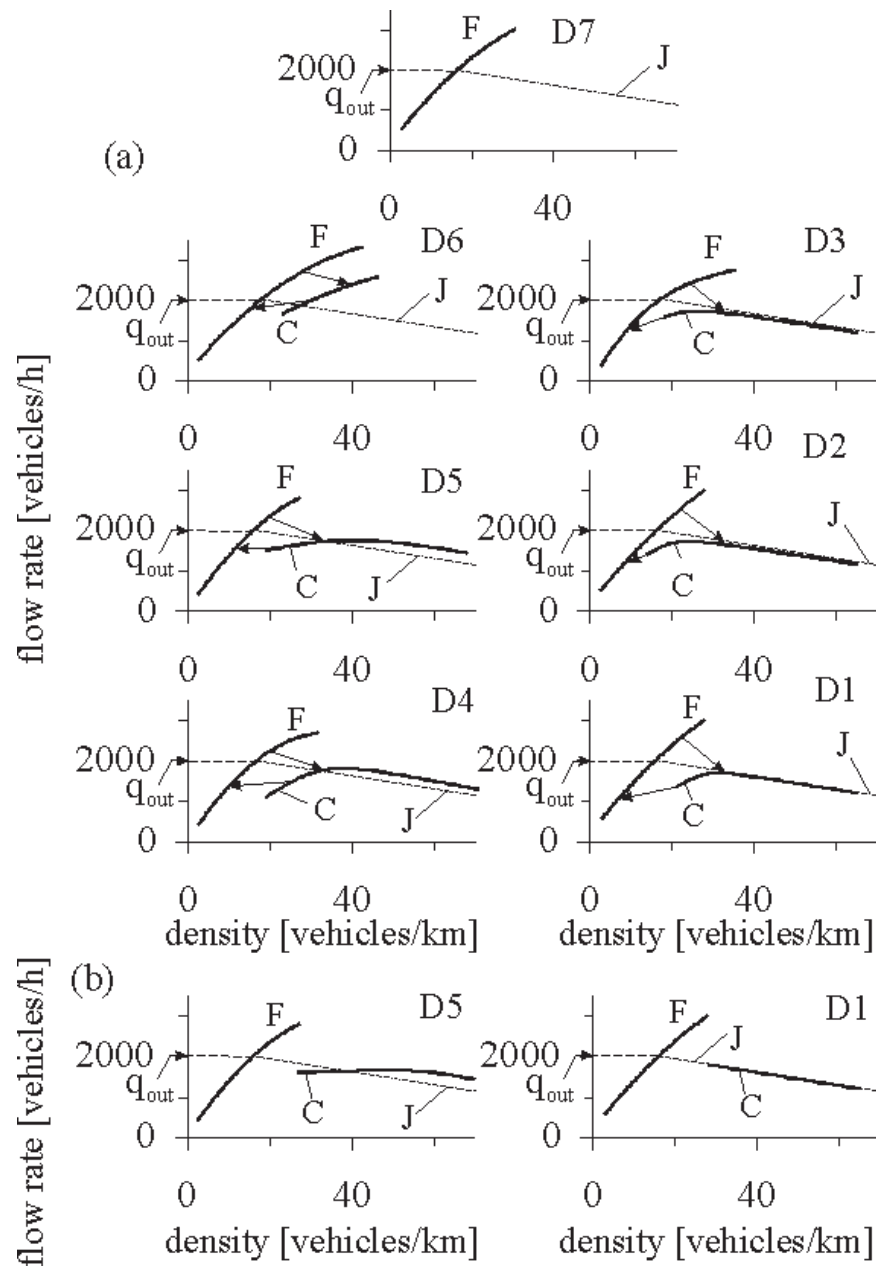 F D7
2000 J
q_out
(a) 0
0 40
F D6
2000 J
q_out C
0
0 40
F D3
2000 J
q_out C
0
0 40
F D5
2000
q_out C J
0
0 40
F D2
2000 J
q_out C
0
0 40
F D4
2000
q_out C J
0
0 40
density [vehicles/km]
F D1
2000 J
q_out C
0
0 40
density [vehicles/km]
flow rate [vehicles/h]
(b)
F D5
2000
q_out C J
0
0 40
density [vehicles/km]
F D1
2000 J
q_out C
0
0 40
density [vehicles/km]
flow rate [vehicles/h]